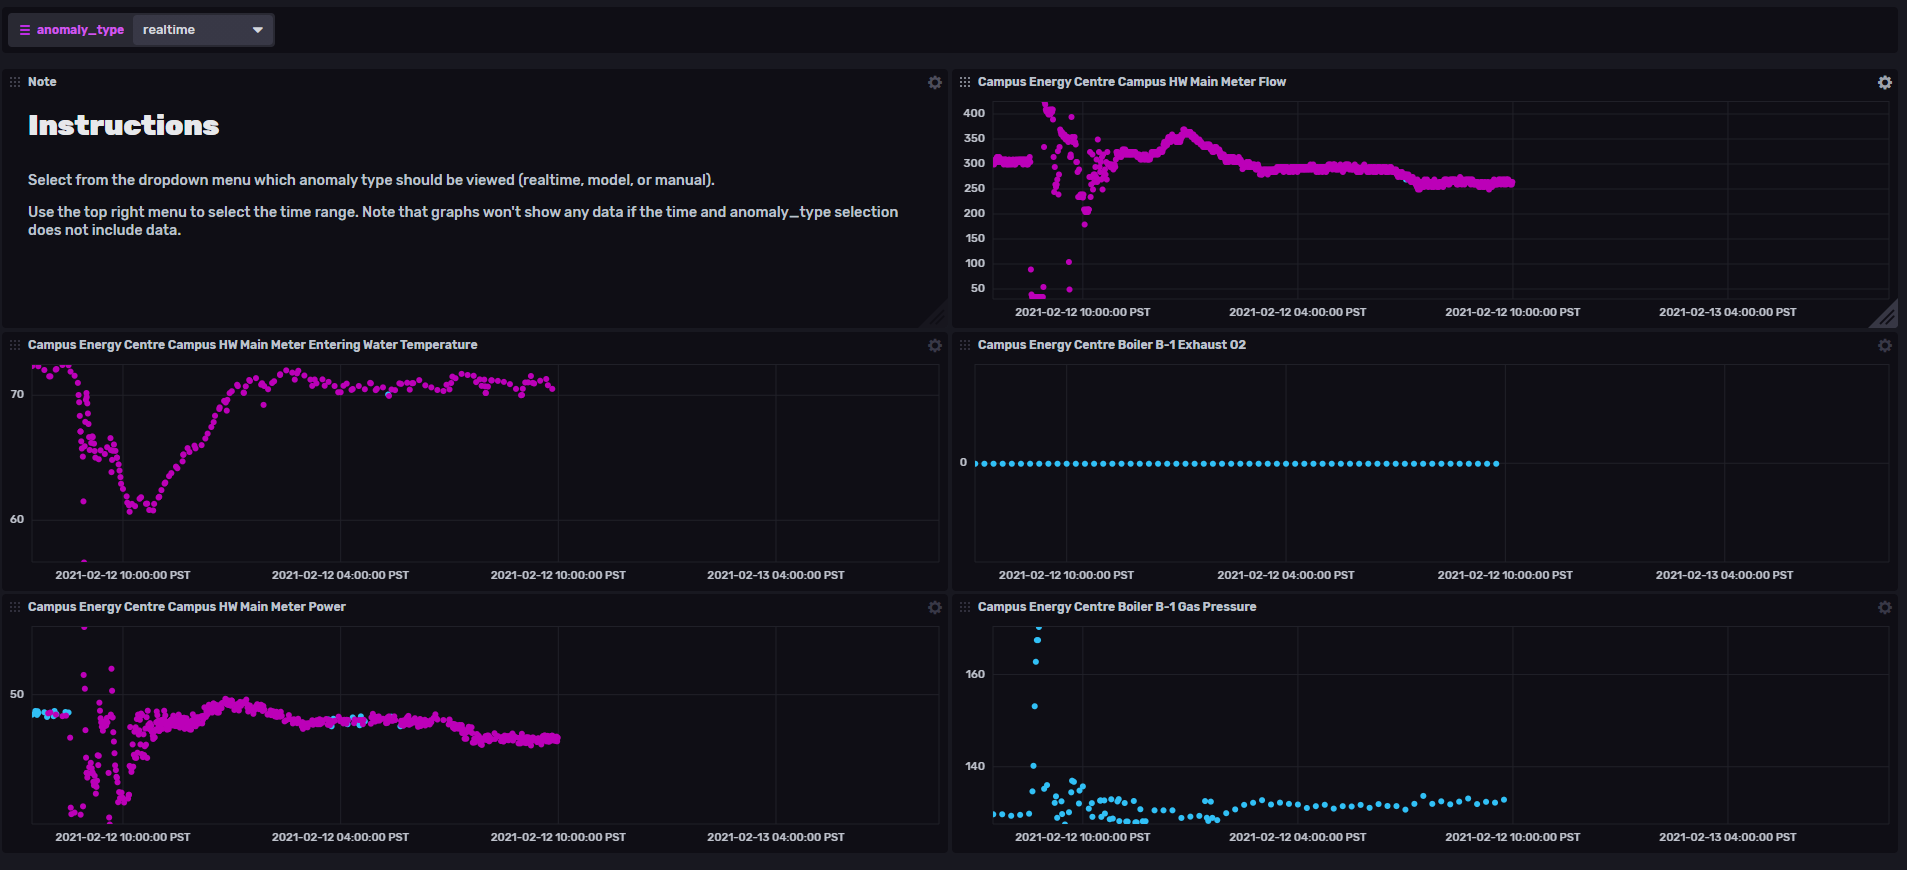 anomaly_type realtime
Note
Instructions
Select from the dropdown menu which anomaly type should be viewed (realtime, model, or manual).
Use the top right menu to select the time range. Note that graphs won't show any data if the time and anomaly_type selection
does not include data.
Campus Energy Centre Campus HW Main Meter Flow
400
350
300
250
200
150
100
50
2021-02-12 10:00:00 PST 2021-02-12 04:00:00 PST 2021-02-12 10:00:00 PST 2021-02-13 04:00:00 PST
Campus Energy Centre Campus HW Main Meter Entering Water Temperature
70
60
2021-02-12 10:00:00 PST 2021-02-12 04:00:00 PST 2021-02-12 10:00:00 PST 2021-02-13 04:00:00 PST
Campus Energy Centre Boiler B-1 Exhaust O2
0
2021-02-12 10:00:00 PST 2021-02-12 04:00:00 PST 2021-02-12 10:00:00 PST 2021-02-13 04:00:00 PST
Campus Energy Centre Campus HW Main Meter Power
50
2021-02-12 10:00:00 PST 2021-02-12 04:00:00 PST 2021-02-12 10:00:00 PST 2021-02-13 04:00:00 PST
Campus Energy Centre Boiler B-1 Gas Pressure
160
140
2021-02-12 10:00:00 PST 2021-02-12 04:00:00 PST 2021-02-12 10:00:00 PST 2021-02-13 04:00:00 PST